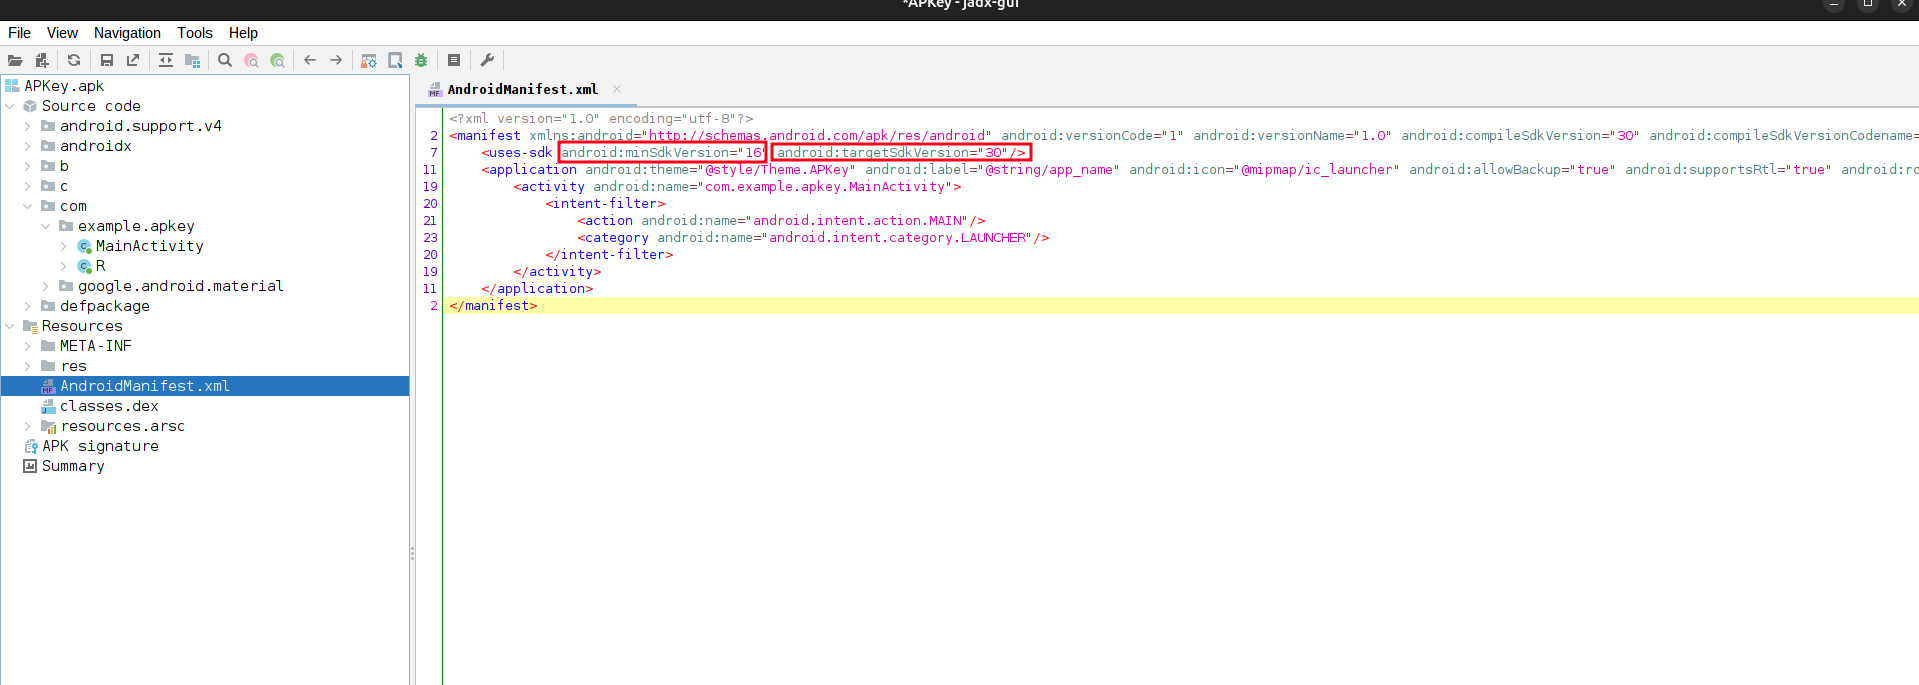 *APKey - jadx-gui
File View Navigation Tools Help
APKey.apk
Source code
android.support.v4
androidx
b
c
com
example.apkey
MainActivity
R
google.android.material
defpackage
Resources
META-INF
res
AndroidManifest.xml
classes.dex
resources.arsc
APK signature
Summary
AndroidManifest.xml
<?xml version="1.0" encoding="utf-8"?>
2 <manifest xmlns:android="http://schemas.android.com/apk/res/android" android:versionCode="1" android:versionName="1.0" android:compileSdkVersion="30" android:compileSdkVersionCodename=
7 <uses-sdk android:minSdkVersion="16" android:targetSdkVersion="30"/>
11 <application android:theme="@style/Theme.APKey" android:label="@string/app_name" android:icon="@mipmap/ic_launcher" android:allowBackup="true" android:supportsRtl="true" android:ro
19 <activity android:name="com.example.apkey.MainActivity">
20 <intent-filter>
21 <action android:name="android.intent.action.MAIN"/>
23 <category android:name="android.intent.category.LAUNCHER"/>
20 </intent-filter>
19 </activity>
11 </application>
2 </manifest>